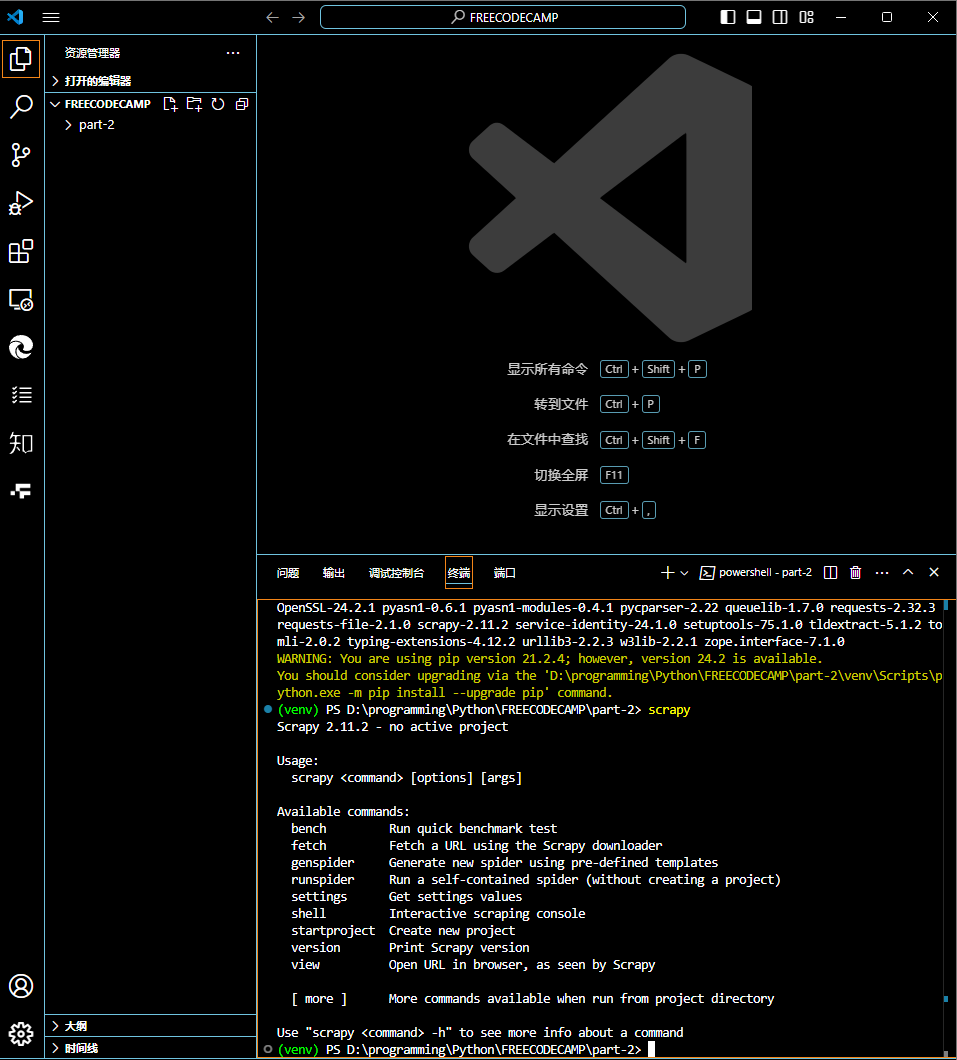 FREECODECAMP
资源管理器
打开的编辑器
FREECODECAMP
part-2
知
显示所有命令 Ctrl + Shift + P
转到文件 Ctrl + P
在文件中查找 Ctrl + Shift + F
切换全屏 F11
显示设置 Ctrl + ,
问题 输出 调试控制台 终端 端口 powershell - part-2
OpenSSL-24.2.1 pyasn1-0.6.1 pyasn1-modules-0.4.1 pycparser-2.22 queuelib-1.7.0 requests-2.32.3
requests-file-2.1.0 scrapy-2.11.2 service-identity-24.1.0 setuptools-75.1.0 tldextract-5.1.2 to
mli-2.0.2 typing-extensions-4.12.2 urllib3-2.2.3 w3lib-2.2.1 zope.interface-7.1.0
WARNING: You are using pip version 21.2.4; however, version 24.2 is available.
You should consider upgrading via the 'D:\programming\Python\FREECODECAMP\part-2\venv\Scripts\p
ython.exe -m pip install --upgrade pip' command.
(venv) PS D:\programming\Python\FREECODECAMP\part-2> scrapy
Scrapy 2.11.2 - no active project
Usage:
scrapy <command> [options] [args]
Available commands:
bench Run quick benchmark test
fetch Fetch a URL using the Scrapy downloader
genspider Generate new spider using pre-defined templates
runspider Run a self-contained spider (without creating a project)
settings Get settings values
shell Interactive scraping console
startproject Create new project
version Print Scrapy version
view Open URL in browser, as seen by Scrapy
[ more ] More commands available when run from project directory
Use "scrapy <command> -h" to see more info about a command
(venv) PS D:\programming\Python\FREECODECAMP\part-2>
大纲
时间线